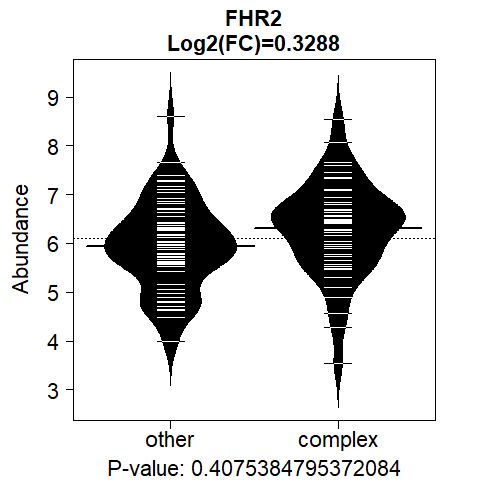 FHR2
Log2(FC)=0.3288
Abundance
9
8
7
6
5
4
3
other complex
P-value: 0.4075384795372084